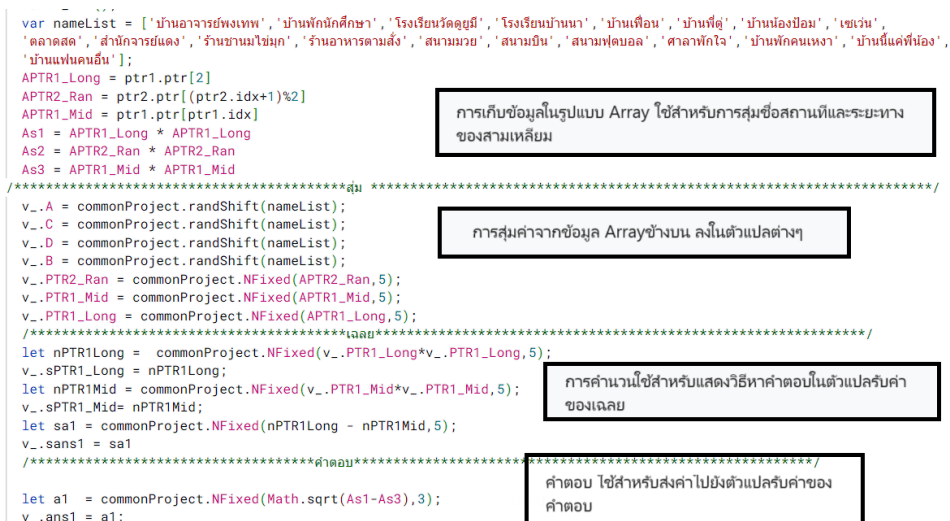 var nameList = ['บ้านอาจารย์พงเทพ','บ้านพักนักศึกษา','โรงเรียนวัดดูยูมี','โรงเรียนบ้านนา','บ้านเพื่อน','บ้านพี่ตู่','บ้านน้องป้อม','เซเว่น',
'ตลาดสด','สำนักจารย์แดง','ร้านชานมไข่มุก','ร้านอาหารตามสั่ง','สนามมวย','สนามบิน','สนามฟุตบอล','ศาลาพักใจ','บ้านพักคนเหงา','บ้านนี้แค่พี่น้อง',
'บ้านแฟนคนอื่น'];
APTR1_Long = ptr1.ptr[2]
APTR2_Ran = ptr2.ptr[(ptr2.idx+1)%2]
APTR1_Mid = ptr1.ptr[ptr1.idx]
As1 = APTR1_Long * APTR1_Long
As2 = APTR2_Ran * APTR2_Ran
As3 = APTR1_Mid * APTR1_Mid
การเก็บข้อมูลในรูปแบบ Array ใช้สำหรับการสุ่มชื่อสถานที่และระยะทาง
ของสามเหลี่ยม
/******************************************สุ่ม ***********************************************************************/
v_.A = commonProject.randShift(nameList);
v_.C = commonProject.randShift(nameList);
v_.D = commonProject.randShift(nameList);
v_.B = commonProject.randShift(nameList);
v_.PTR2_Ran = commonProject.NFixed(APTR2_Ran,5);
v_.PTR1_Mid = commonProject.NFixed(APTR1_Mid,5);
v_.PTR1_Long = commonProject.NFixed(APTR1_Long,5);
การสุ่มค่าจากข้อมูล Arrayข้างบน ลงในตัวแปลต่างๆ
/****************************************เฉลย**************************************************************/
let nPTR1Long =  commonProject.NFixed(v_.PTR1_Long*v_.PTR1_Long,5);
v_.sPTR1_Long = nPTR1Long;
let nPTR1Mid = commonProject.NFixed(v_.PTR1_Mid*v_.PTR1_Mid,5);
v_.sPTR1_Mid= nPTR1Mid;
let sa1 = commonProject.NFixed(nPTR1Long - nPTR1Mid,5);
v_.sans1 = sa1
การคำนวนใช้สำหรับแสดงวิธีหาคำตอบในตัวแปลรับค่า
ของเฉลย
/************************************คำตอบ**********************************************************/
let a1  = commonProject.NFixed(Math.sqrt(As1-As3),3);
v_.ans1 = a1;
คำตอบ ใช้สำหรับส่งค่าไปยังตัวแปลรับค่าของ
คำตอบ